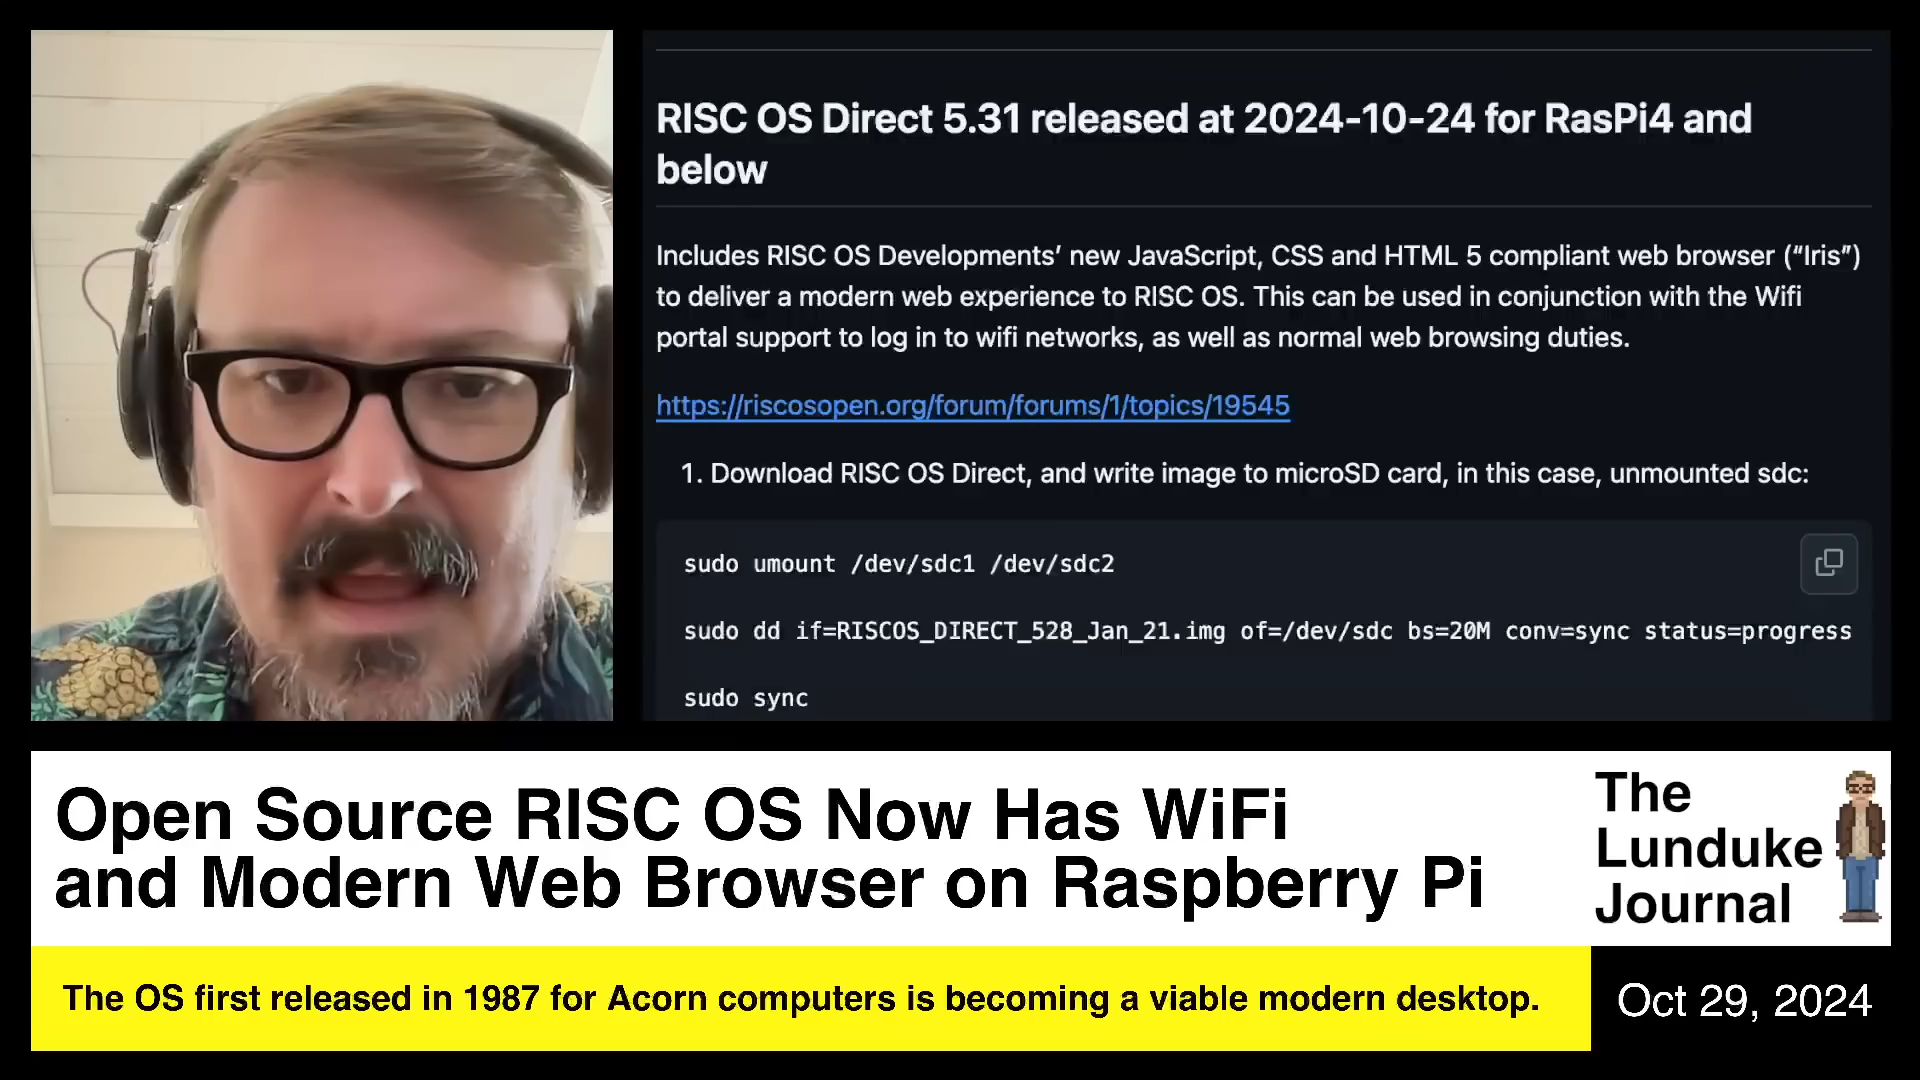 RISC OS Direct 5.31 released at 2024-10-24 for RasPi4 and
below
Includes RISC OS Developments’ new JavaScript, CSS and HTML 5 compliant web browser (“Iris”)
to deliver a modern web experience to RISC OS. This can be used in conjunction with the Wifi
portal support to log in to wifi networks, as well as normal web browsing duties.
https://riscosopen.org/forum/forums/1/topics/19545
1. Download RISC OS Direct, and write image to microSD card, in this case, unmounted sdc:
sudo umount /dev/sdc1 /dev/sdc2
sudo dd if=RISCOS_DIRECT_528_Jan_21.img of=/dev/sdc bs=20M conv=sync status=progress
sudo sync
Open Source RISC OS Now Has WiFi
and Modern Web Browser on Raspberry Pi
The
Lunduke
Journal
The OS first released in 1987 for Acorn computers is becoming a viable modern desktop.
Oct 29, 2024